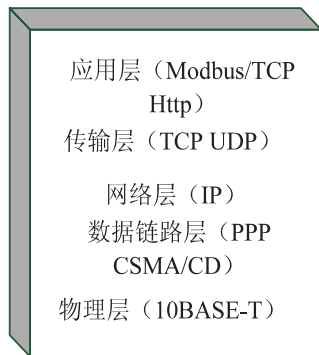 应用层（Modbus/TCP
Http）
传输层（TCP UDP）
网络层（IP）
数据链路层（PPP
CSMA/CD）
物理层（10BASE-T）